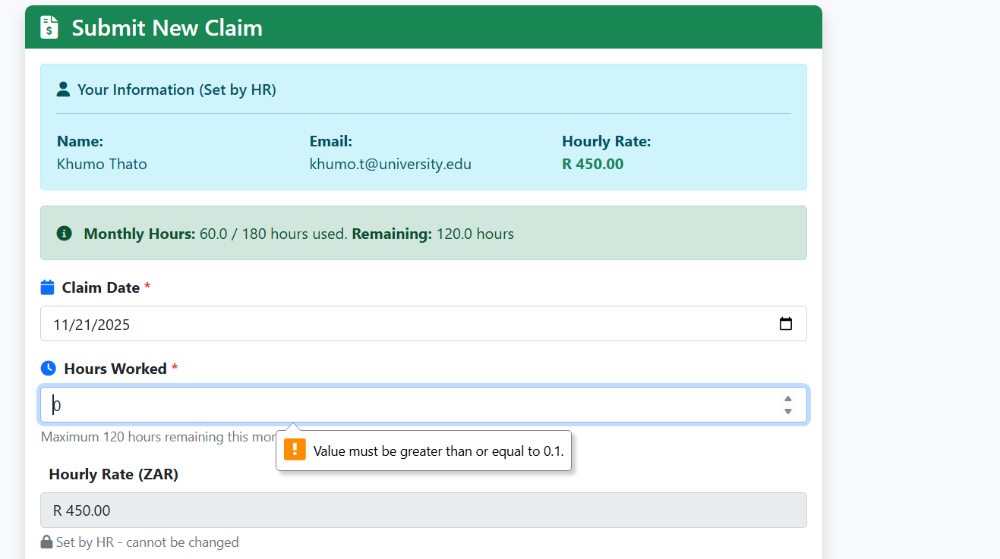 Submit New Claim
Your Information (Set by HR)
Name: Email: Hourly Rate:
Khumo Thato khumo.t@university.edu R 450.00
Monthly Hours: 60.0 / 180 hours used. Remaining: 120.0 hours
Claim Date *
11/21/2025
Hours Worked *
0
Maximum 120 hours remaining this
Value must be greater than or equal to 0.1.
Hourly Rate (ZAR)
R 450.00
Set by HR - cannot be changed